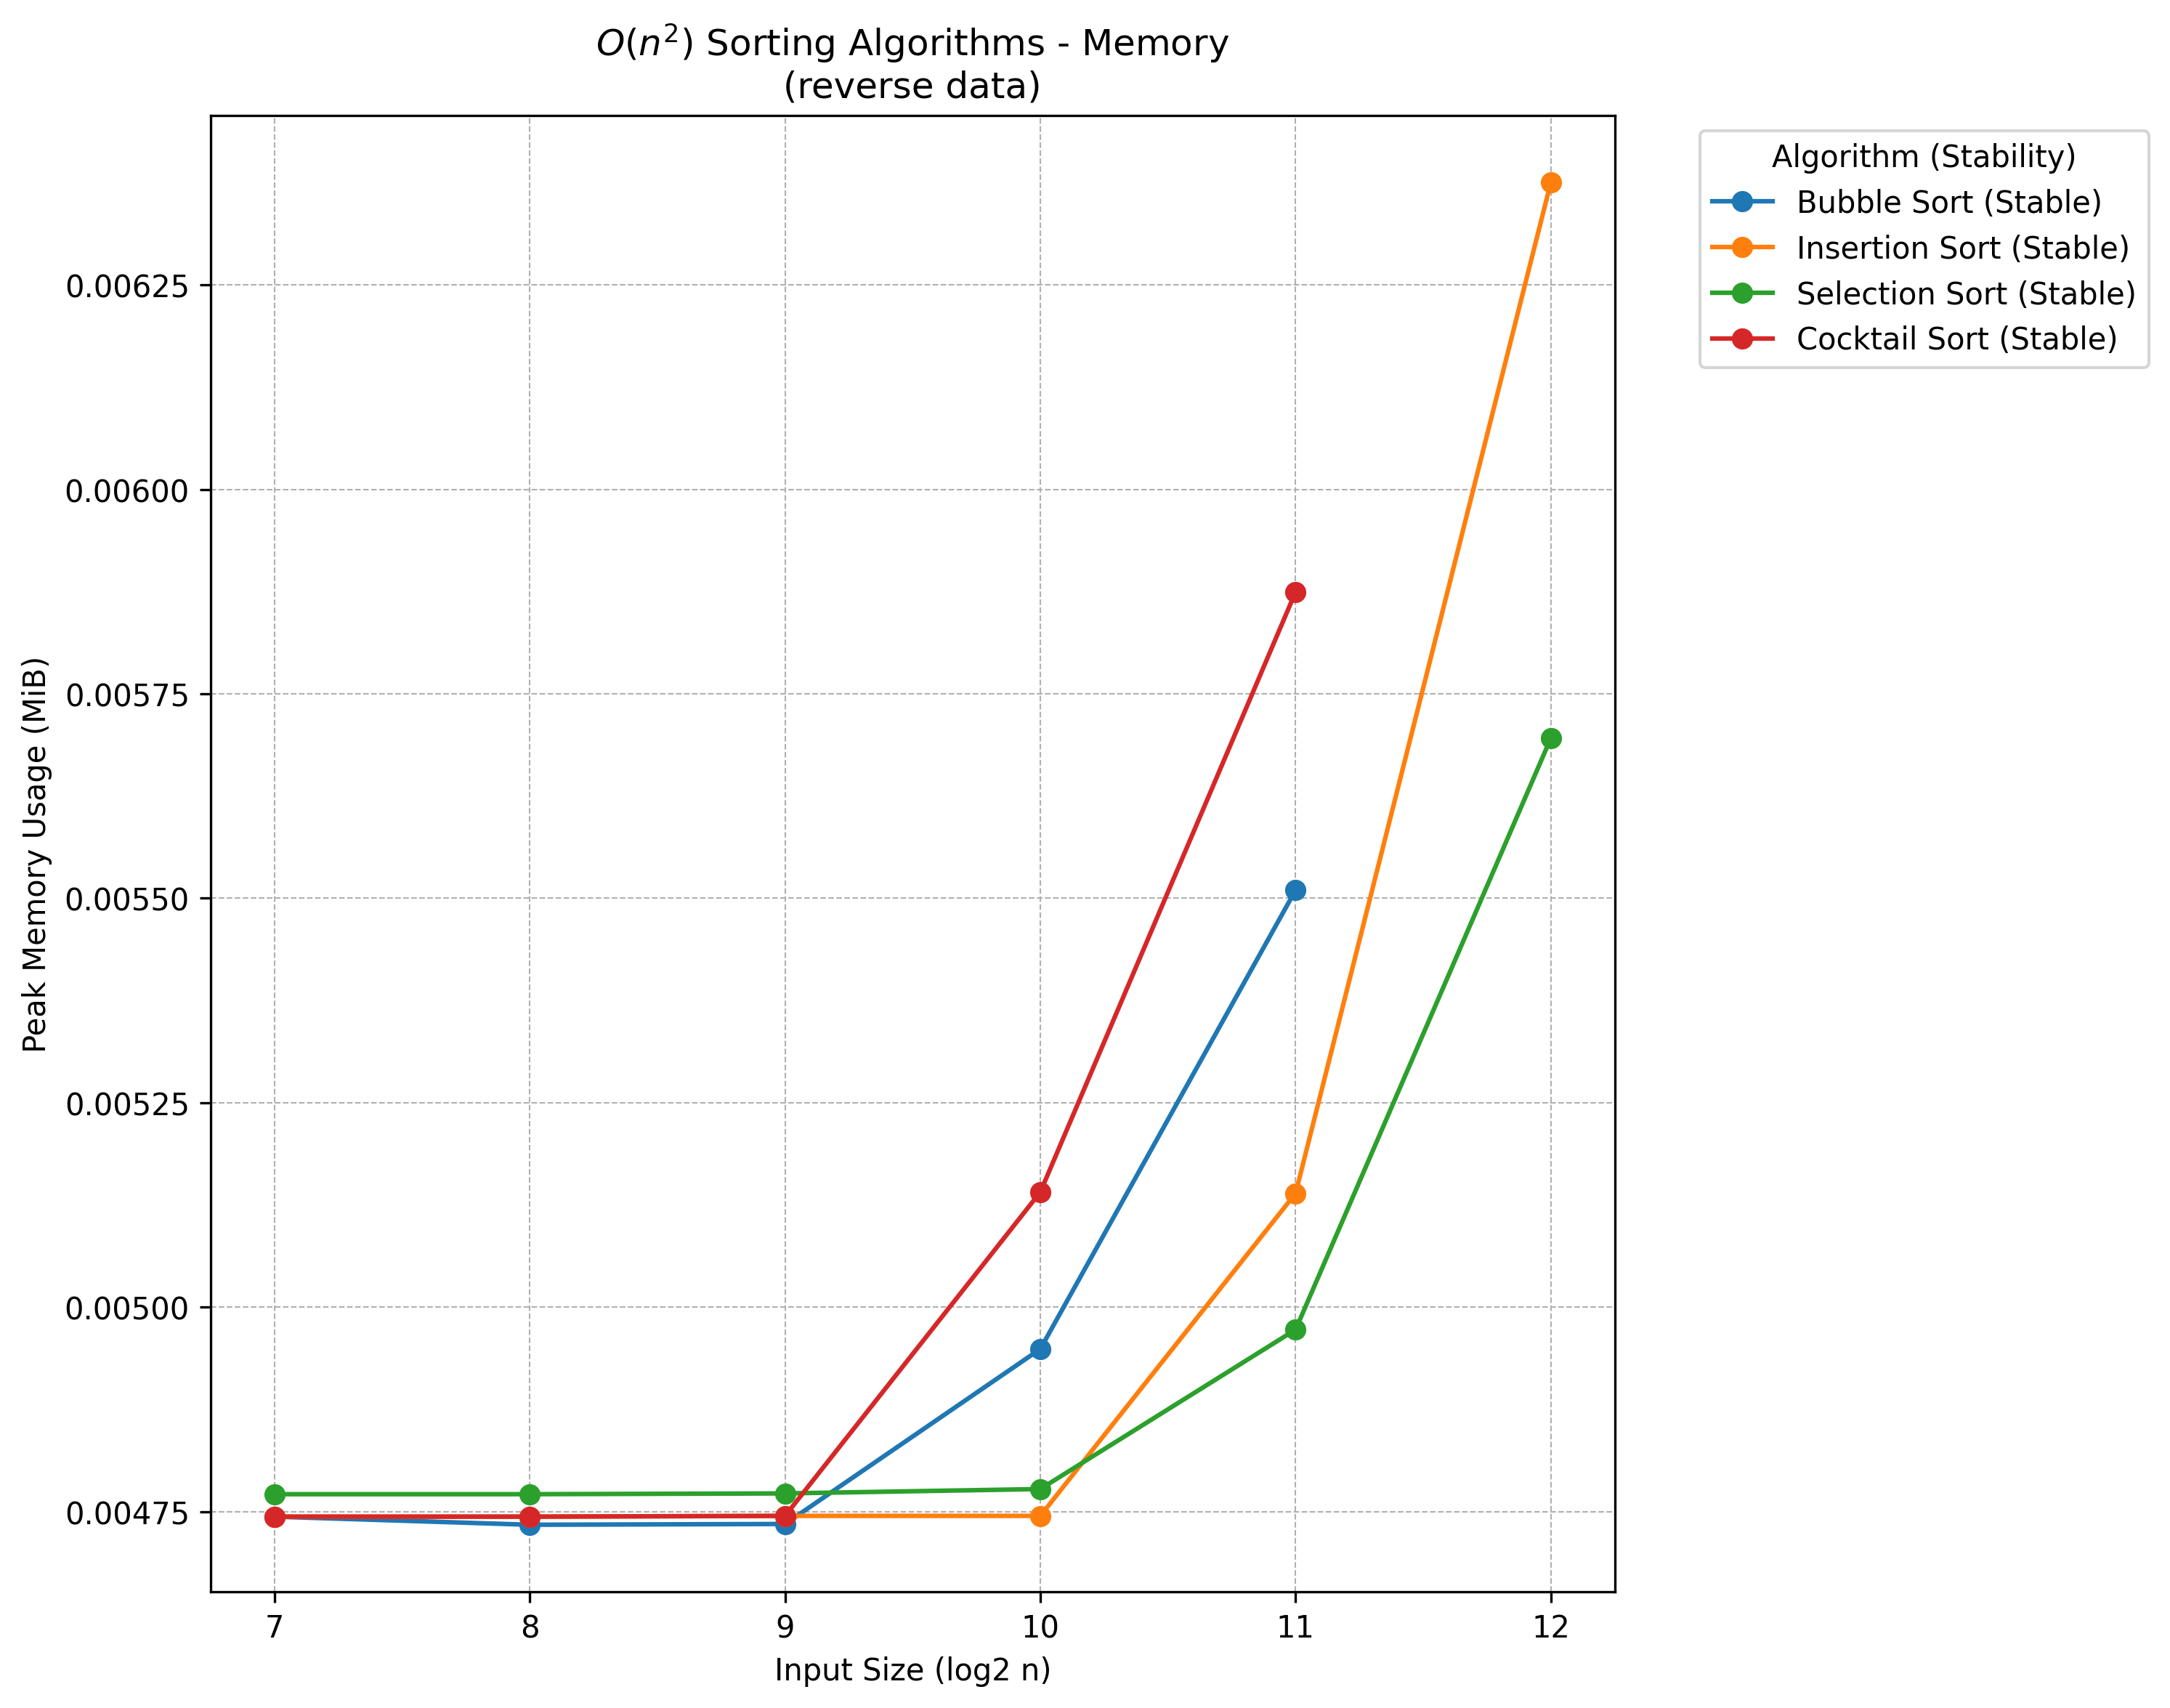 O(n²) Sorting Algorithms - Memory
(reverse data)
Algorithm (Stability)
Bubble Sort (Stable)
Insertion Sort (Stable)
Selection Sort (Stable)
Cocktail Sort (Stable)
Peak Memory Usage (MiB)
0.00625
0.00600
0.00575
0.00550
0.00525
0.00500
0.00475
7 8 9 10 11 12
Input Size (log2 n)